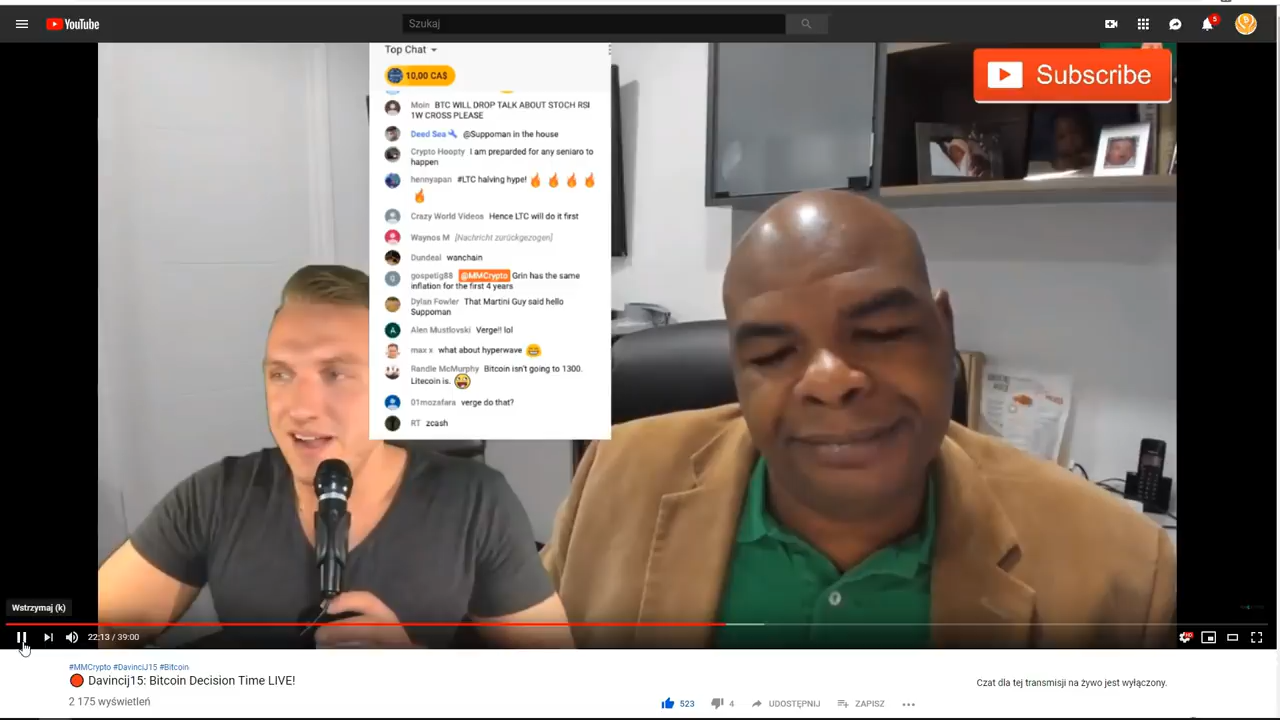 YouTube
Szukaj
5
Top Chat
Subscribe
10,00 CA$
Moin BTC WILL DROP TALK ABOUT STOCH RSI
1W CROSS PLEASE
Deed Sea @Suppoman in the house
Crypto Hoopty I am preparded for any seniaro to
happen
hennyapan #LTC halving hype! 🔥 🔥 🔥 🔥
🔥
Crazy World Videos Hence LTC will do it first
Waynos M [Nachricht zurückgezogen]
Dundeal wanchain
gospetig88 @MMCrypto Grin has the same
inflation for the first 4 years
Dylan Fowler That Martini Guy said hello
Suppoman
A
Alen Mustlovski Verge!! lol
max x what about hyperwave 😂
Randle McMurphy Bitcoin isn't going to 1300.
Litecoin is. 😜
01mozafara verge do that?
RT zcash
Wstrzymaj (k)
22:13 / 39:00
HD
#MMCrypto #DavinciJ15 #Bitcoin
🔴 Davincij15: Bitcoin Decision Time LIVE!
Czat dla tej transmisji na żywo jest wyłączony.
2 175 wyświetleń
523
4
UDOSTĘPNIJ
ZAPISZ